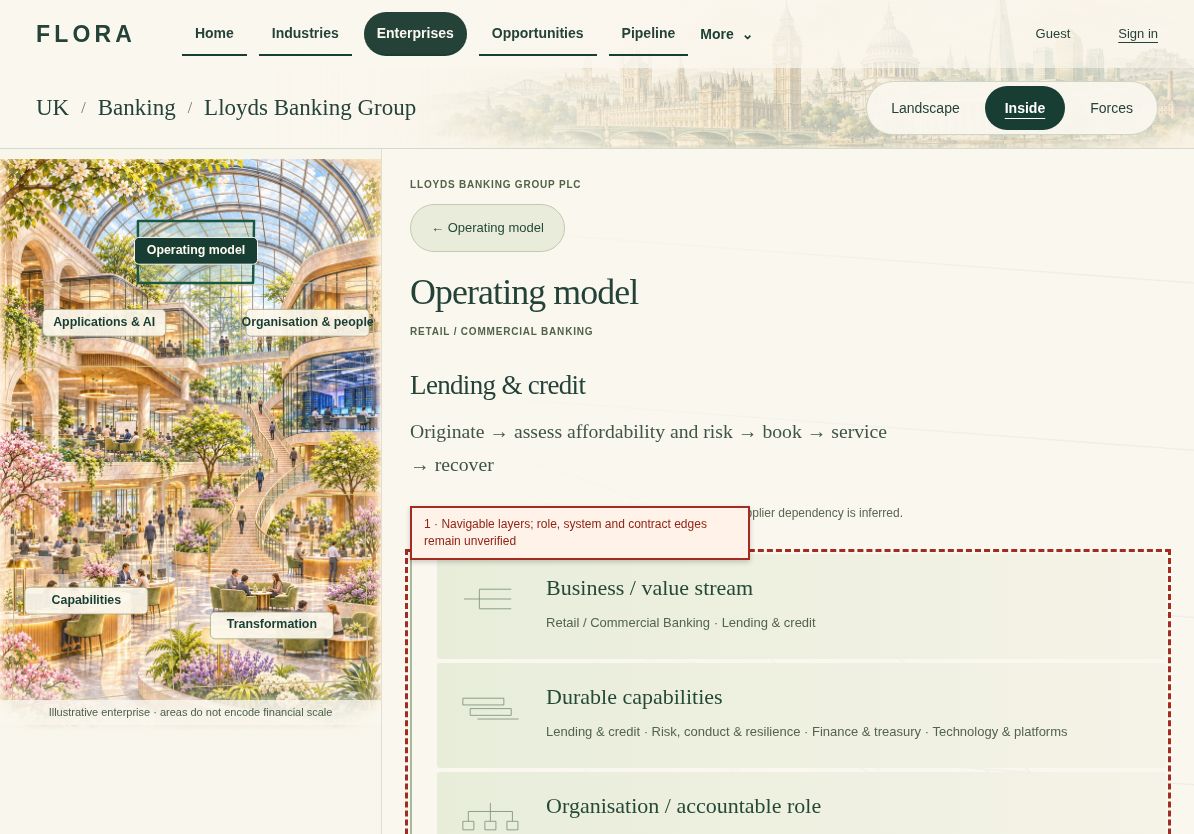 FLORA
Home
Industries
Enterprises
Opportunities
Pipeline
More
Guest
Sign in
UK / Banking / Lloyds Banking Group
Landscape
Inside
Forces
Operating model
Applications & AI
Organisation & people
Capabilities
Transformation
Illustrative enterprise · areas do not encode financial scale
LLOYDS BANKING GROUP PLC
← Operating model
Operating model
RETAIL / COMMERCIAL BANKING
Lending & credit
Originate → assess affordability and risk → book → service
→ recover
dependency is inferred.
1 · Navigable layers; role, system and contract edges
remain unverified
Business / value stream
Retail / Commercial Banking · Lending & credit
Durable capabilities
Lending & credit · Risk, conduct & resilience · Finance & treasury · Technology & platforms
Organisation / accountable role